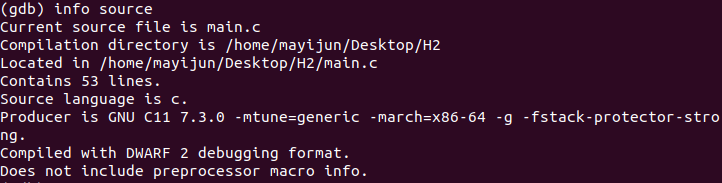 (gdb) info source
Current source file is main.c
Compilation directory is /home/mayijun/Desktop/H2
Located in /home/mayijun/Desktop/H2/main.c
Contains 53 lines.
Source language is c.
Producer is GNU C11 7.3.0 -mtune=generic -march=x86-64 -g -fstack-protector-stro
ng.
Compiled with DWARF 2 debugging format.
Does not include preprocessor macro info.